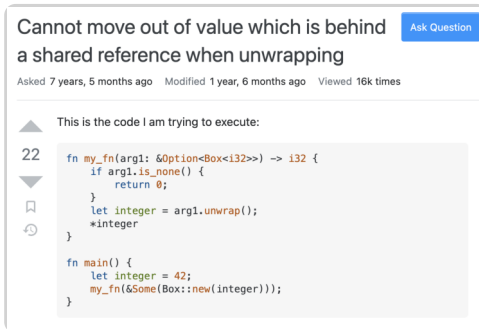 Cannot move out of value which is behind
Ask Question
a shared reference when unwrapping
Asked 7 years, 5 months ago Modified 1 year, 6 months ago Viewed 16k times
This is the code I am trying to execute:
22
fn my_fn(arg1: &Option<Box<i32>>) -> i32 {
    if arg1.is_none() {
        return 0;
    }
    let integer = arg1.unwrap();
    *integer
}
fn main() {
    let integer = 42;
    my_fn(&Some(Box::new(integer)));
}